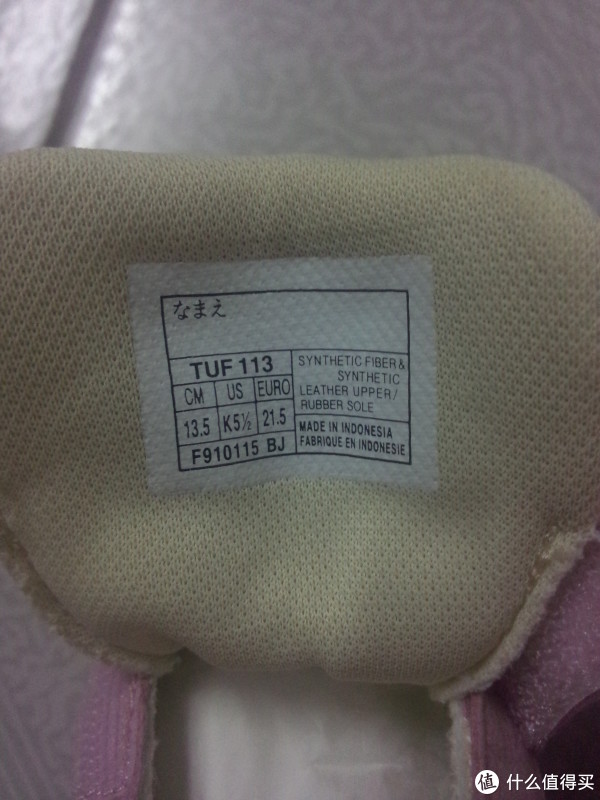 なまえ
TUF 113
CM US EURO
13.5 K5½ 21.5
F910115 BJ
SYNTHETIC FIBER &
SYNTHETIC
LEATHER UPPER/
RUBBER SOLE
MADE IN INDONESIA
FABRIQUE EN INDONESIE
值 什么值得买